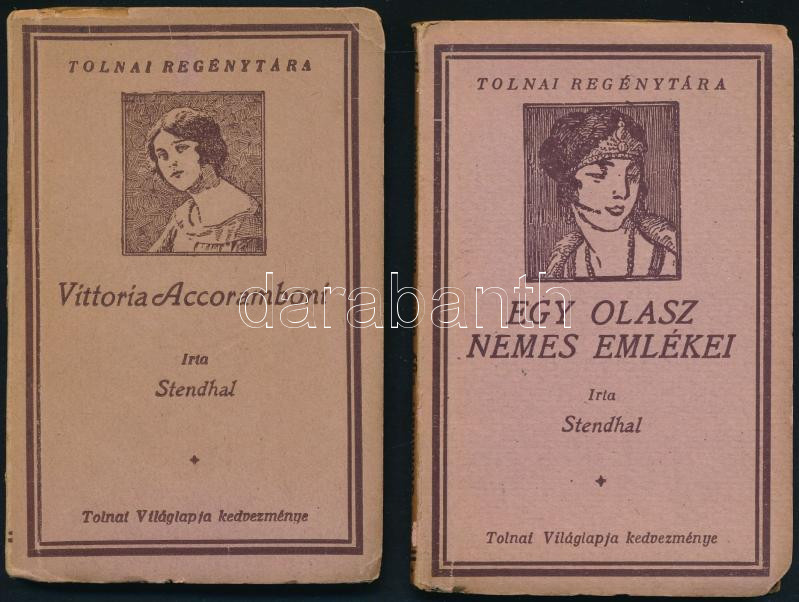 TOLNAI REGÉNYTÁRA
Vittoria Accoramboni
Irta
Stendhal
Tolnai Világlapja kedvezménye
TOLNAI REGÉNYTÁRA
EGY OLASZ
NEMES EMLÉKEI
Irta
Stendhal
Tolnai Világlapja kedvezménye
darabanth